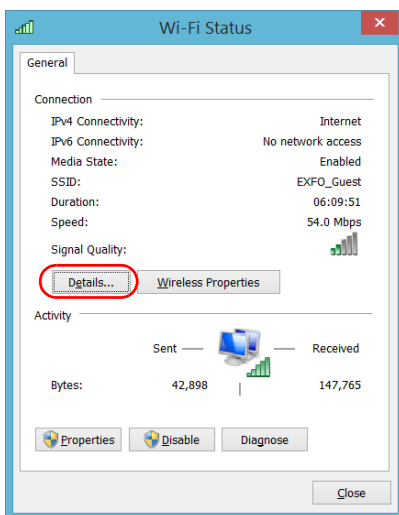 Wi-Fi Status
General
Connection
IPv4 Connectivity: Internet
IPv6 Connectivity: No network access
Media State: Enabled
SSID: EXFO_Guest
Duration: 06:09:51
Speed: 54.0 Mbps
Signal Quality:
Details... Wireless Properties
Activity
Sent Received
Bytes: 42,898 147,765
Properties Disable Diagnose
Close